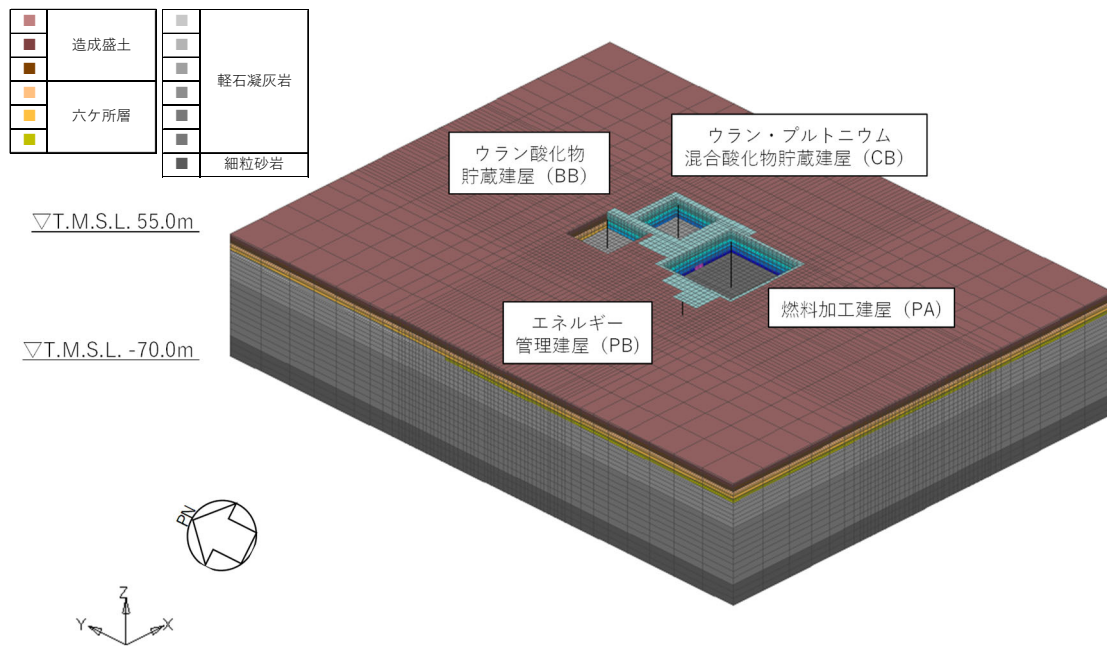 造成盛土
六ケ所層
軽石凝灰岩
細粒砂岩
ウラン酸化物
貯蔵建屋（BB）
ウラン・プルトニウム
混合酸化物貯蔵建屋（CB）
▽T.M.S.L. 55.0m
▽T.M.S.L. -70.0m
エネルギー
管理建屋（PB）
燃料加工建屋（PA）
PN
Z
Y
X